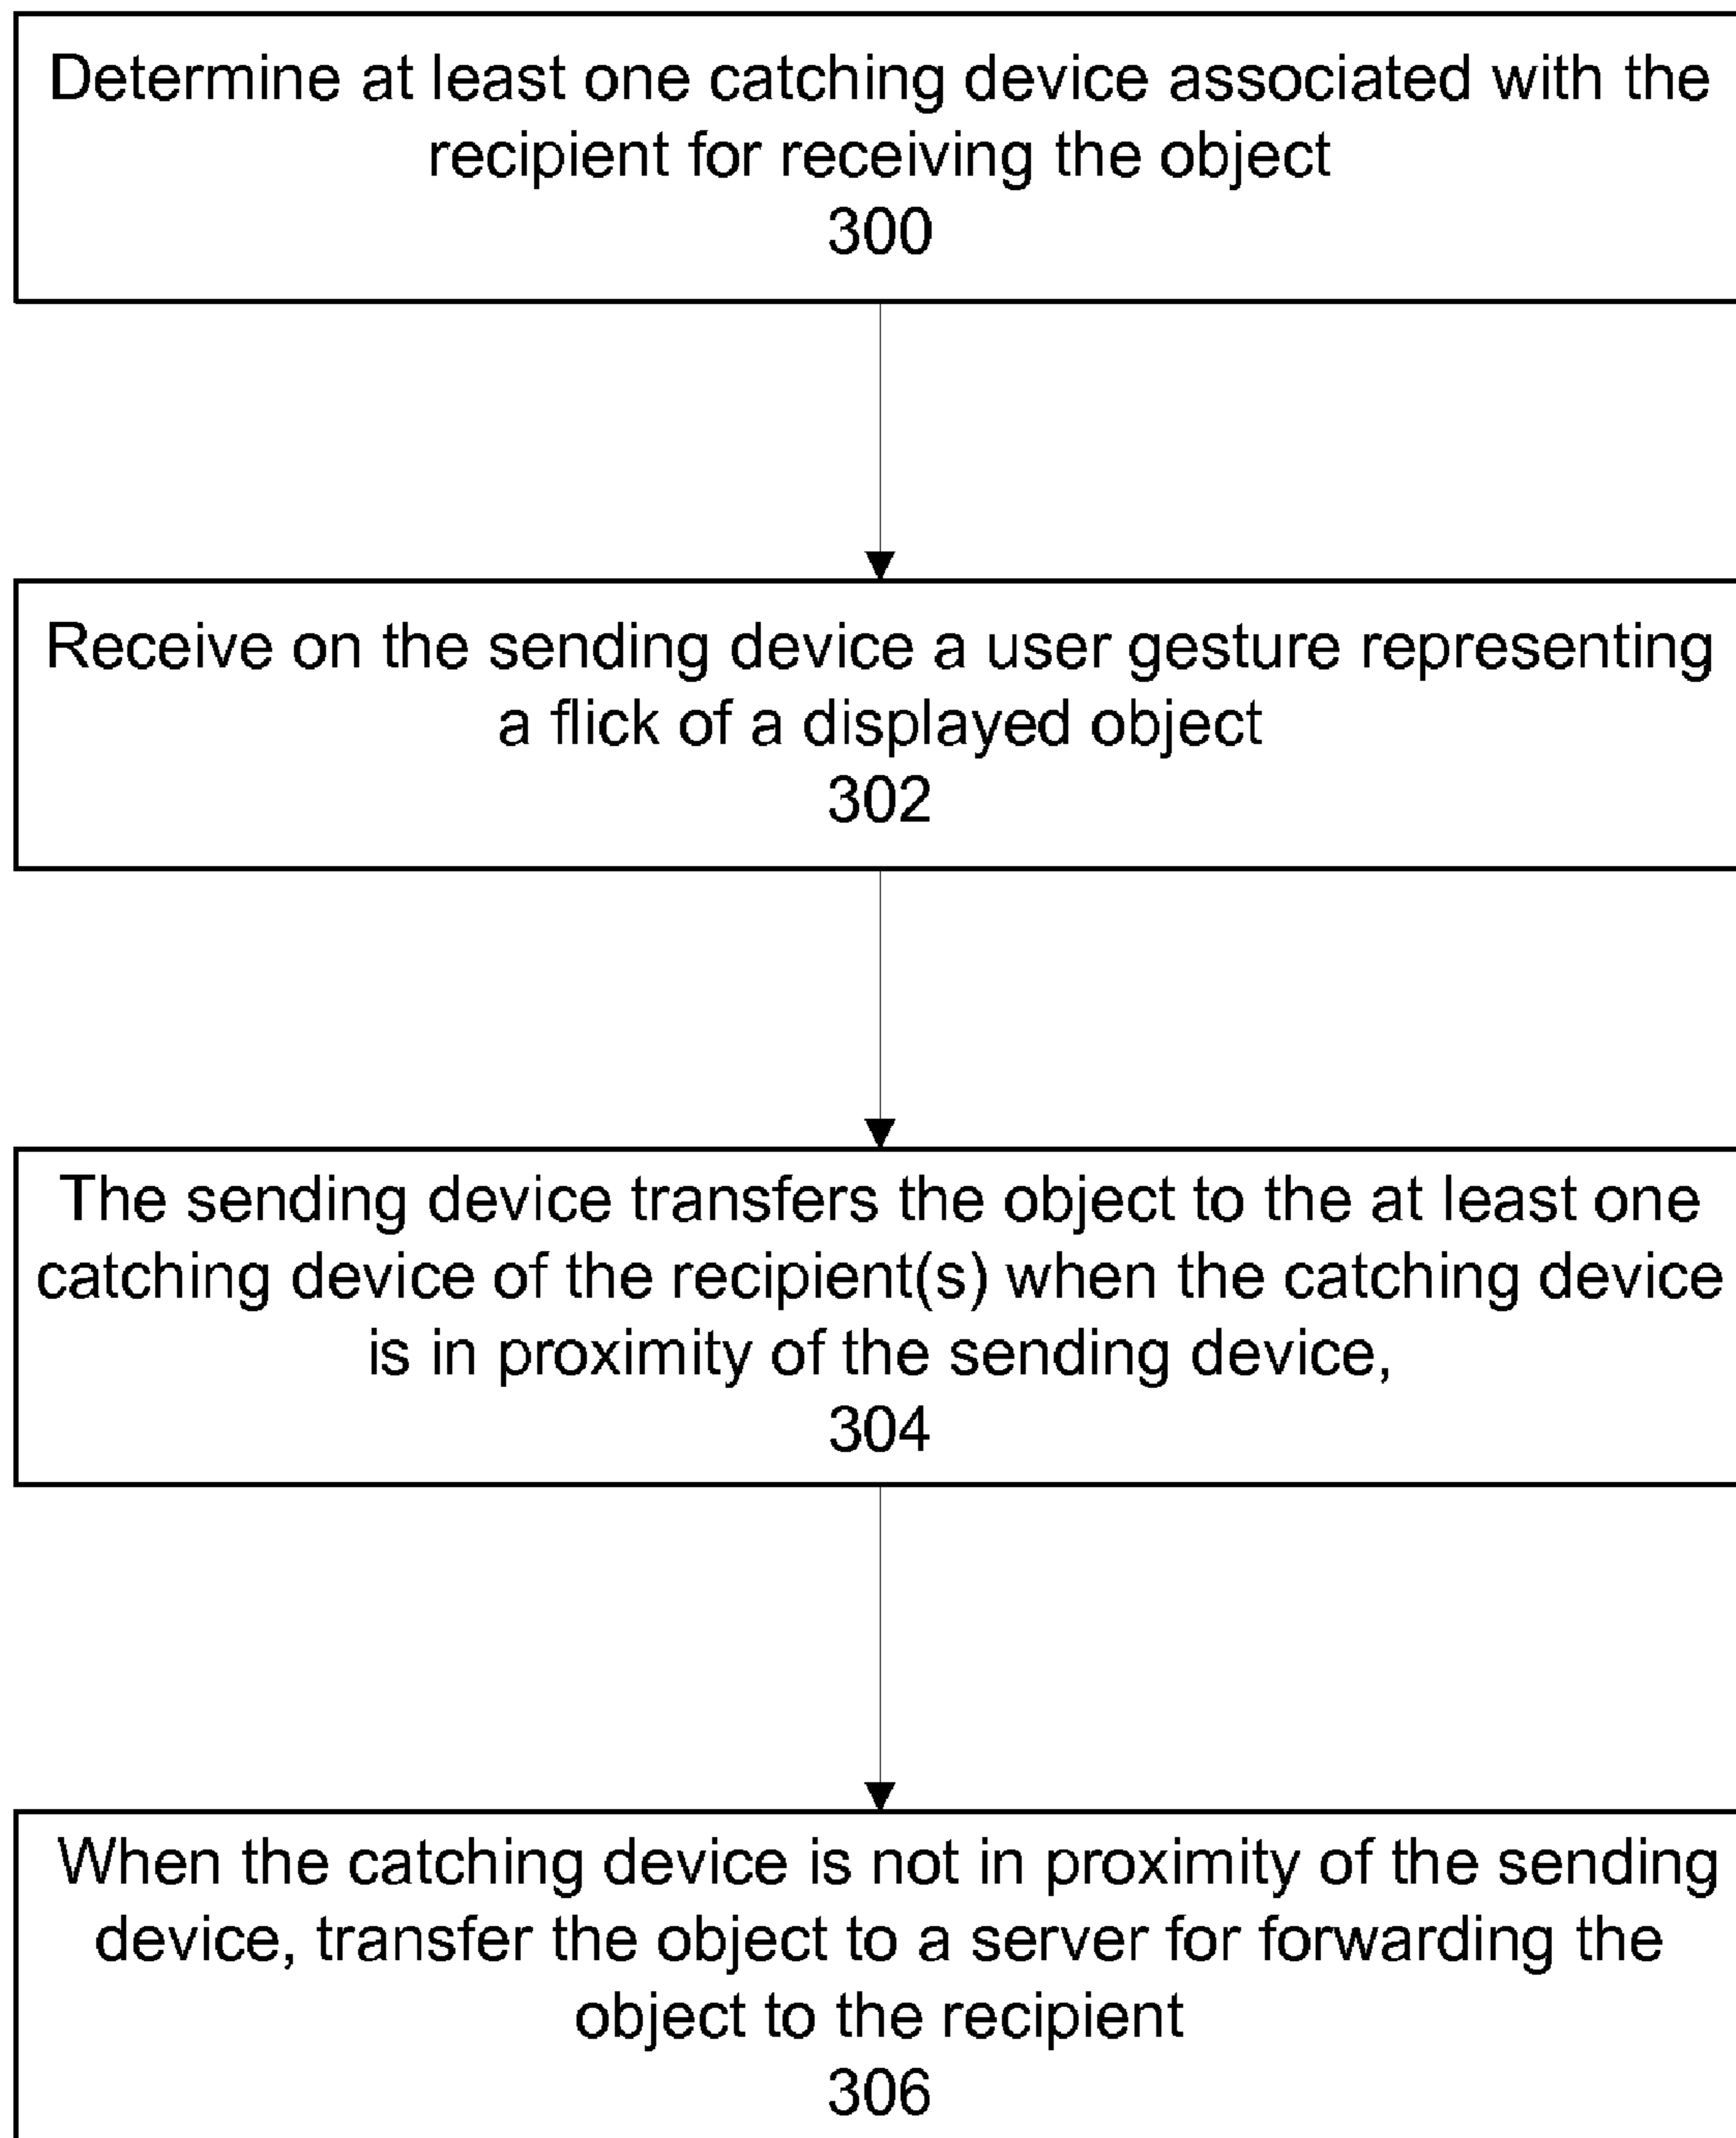 Determine at least one catching device associated with the
recipient for receiving the object
300
Receive on the sending device a user gesture representing
a flick of a displayed object
302
The sending device transfers the object to the at least one
catching device of the recipient(s) when the catching device
is in proximity of the sending device,
304
When the catching device is not in proximity of the sending
device, transfer the object to a server for forwarding the
object to the recipient
306